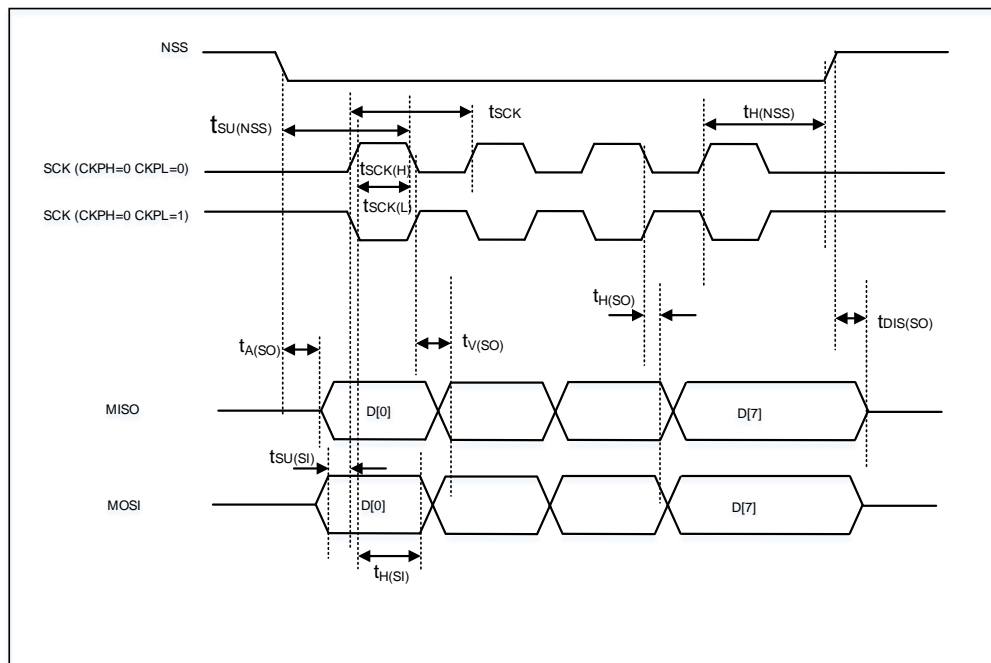 NSS
tSCK
tH(NSS)
tSU(NSS)
SCK (CKPH=0 CKPL=0)
tSCK(H)
tSCK(L)
SCK (CKPH=0 CKPL=1)
tH(SO)
tDIS(SO)
tV(SO)
tA(SO)
MISO
D[0]
D[7]
tSU(SI)
MOSI
D[0]
D[7]
tH(SI)